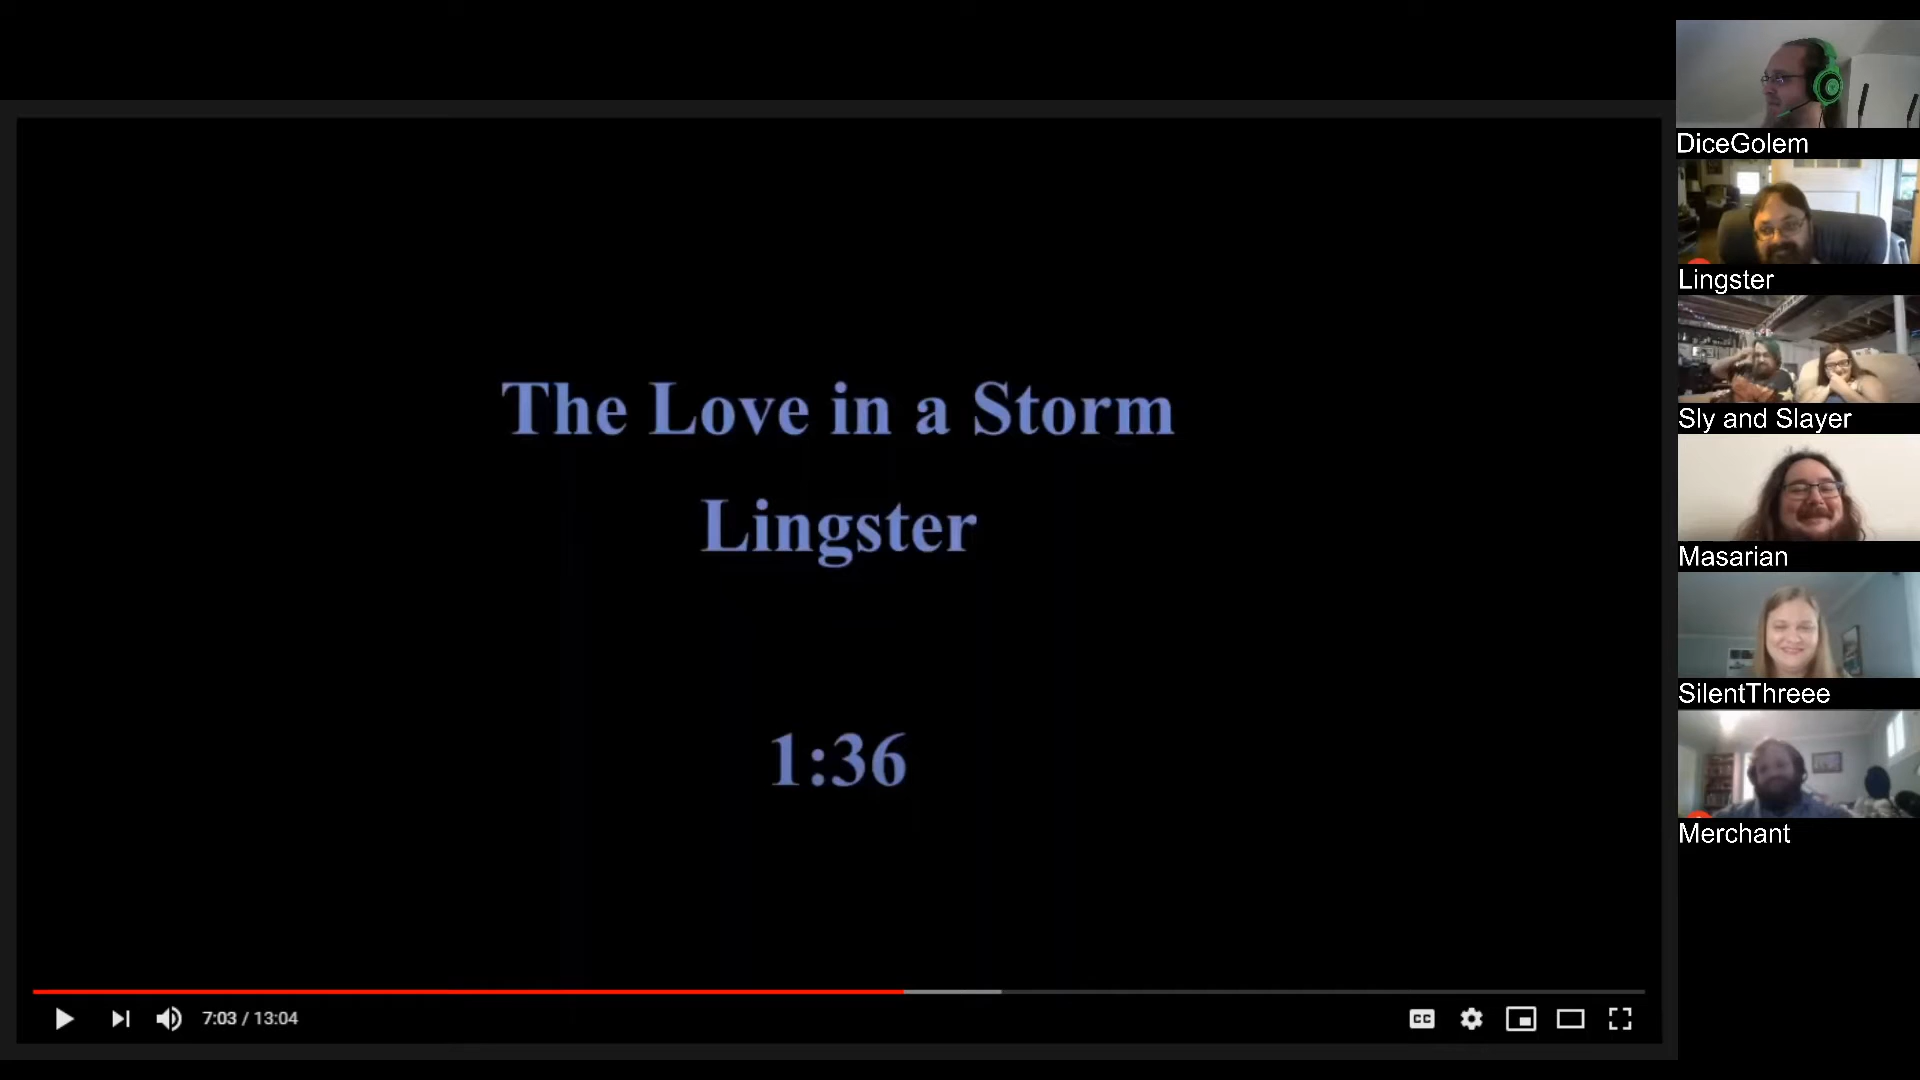 The Love in a Storm
Lingster
1:36
7:03 / 13:04
CC
DiceGolem
Lingster
Sly and Slayer
Masarian
SilentThreee
Merchant